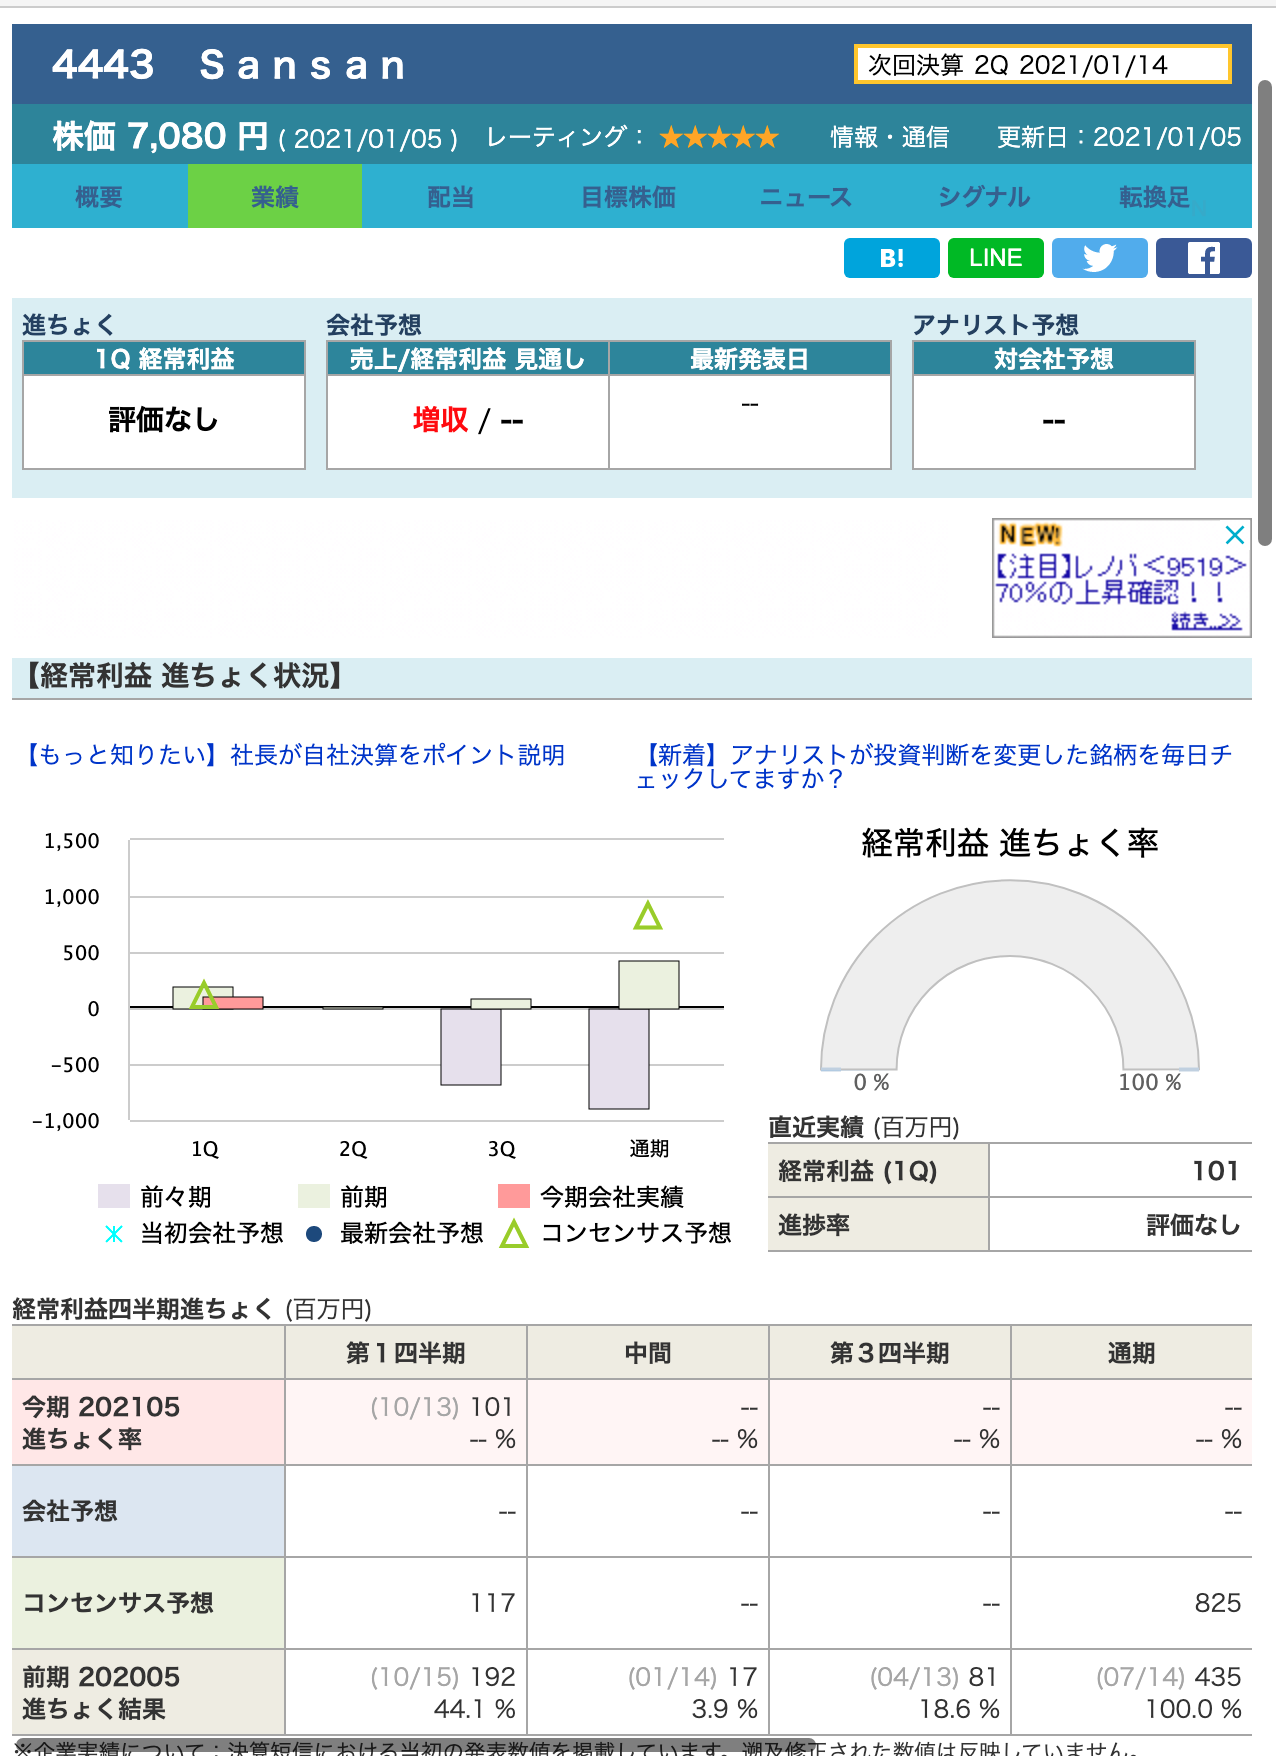 4443　Ｓａｎｓａｎ
次回決算 2Q 2021/01/14
株価 7,080 円 ( 2021/01/05 ) レーティング： ★★★★★ 情報・通信 更新日：2021/01/05
概要 業績 配当 目標株価 ニュース シグナル 転換足
B! LINE
進ちょく 会社予想 アナリスト予想
1Q 経常利益 売上/経常利益 見通し 最新発表日 対会社予想
評価なし 増収 / -- -- --
NEW!
【注目】レノバ<9519>
70%の上昇確認！！
続き..>>
【経常利益 進ちょく状況】
【もっと知りたい】社長が自社決算をポイント説明
【新着】アナリストが投資判断を変更した銘柄を毎日チ
ェックしてますか？
1,500
1,000
500
0
-500
-1,000
1Q 2Q 3Q 通期
前々期 前期 今期会社実績
当初会社予想 最新会社予想 コンセンサス予想
経常利益 進ちょく率
0 % 100 %
直近実績 (百万円)
経常利益 (1Q) 101
進捗率 評価なし
経常利益四半期進ちょく (百万円)
第１四半期 中間 第３四半期 通期
今期 202105 (10/13) 101 -- -- --
進ちょく率 -- % -- % -- % -- %
会社予想 -- -- -- --
コンセンサス予想 117 -- -- 825
前期 202005 (10/15) 192 (01/14) 17 (04/13) 81 (07/14) 435
進ちょく結果 44.1 % 3.9 % 18.6 % 100.0 %
※企業実績について：決算短信における当初の発表数値を掲載しています。遡及修正された数値は反映していません。